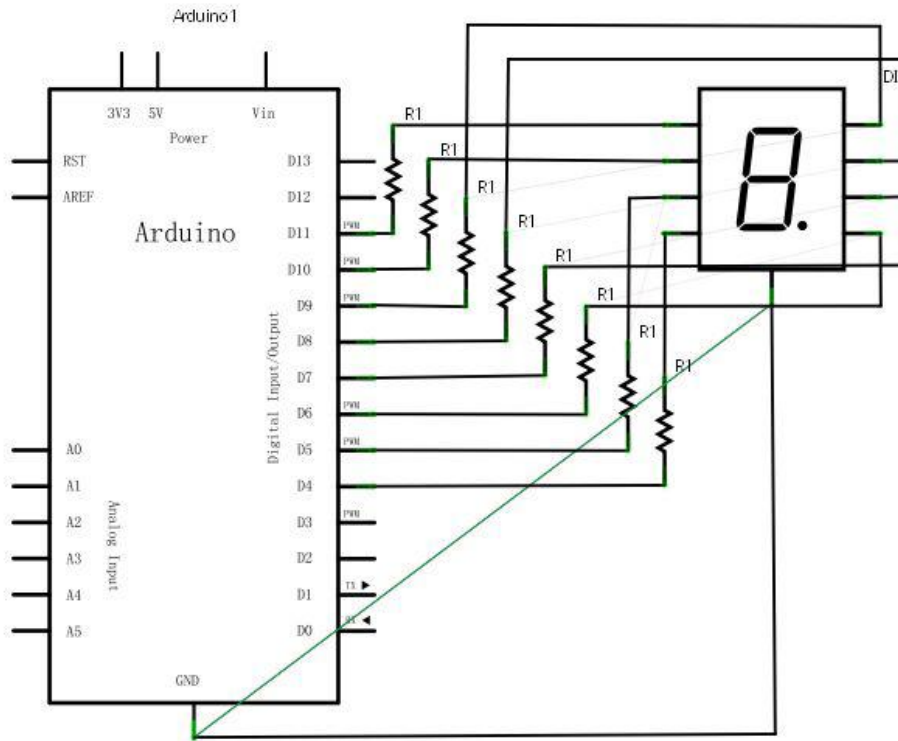 Arduino1
3V3 5V Vin
Power
RST
AREF
Arduino
D13
D12
D11 PWM
D10 PWM
D9 PWM
D8
D7
D6 PWM
D5 PWM
D4
D3 PWM
D2
D1 TX
D0 RX
Digital Input/Output
A0
A1
A2
A3
A4
A5
Analog Input
GND
R1
R1
R1
R1
R1
R1
R1
R1
8.